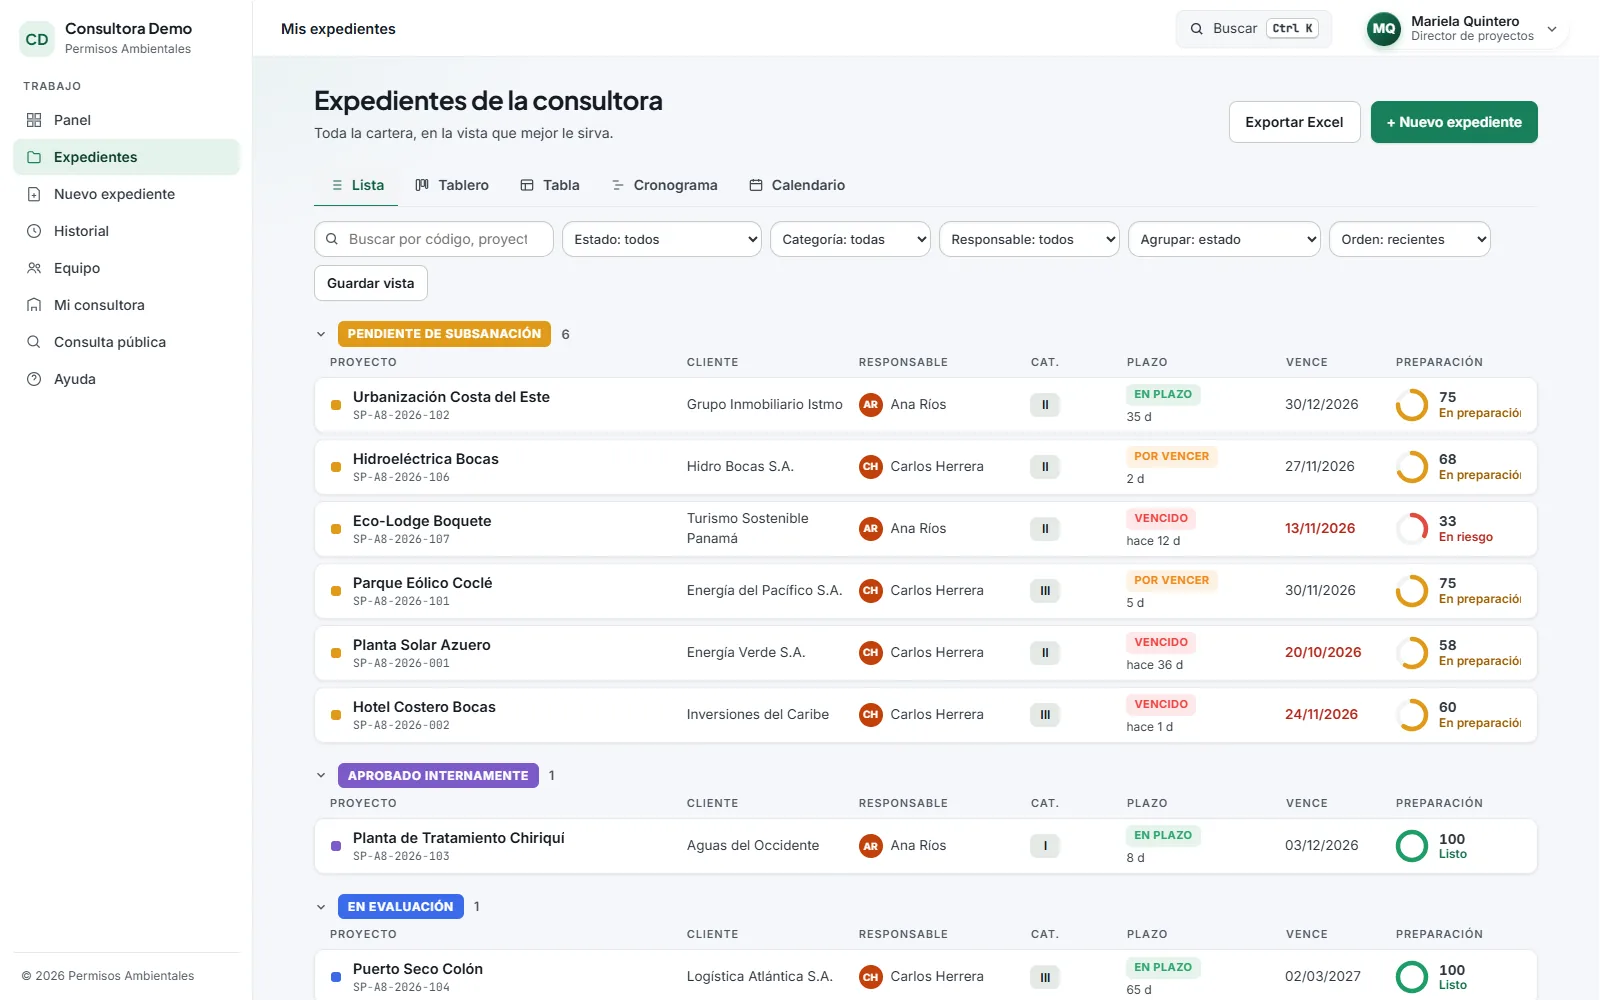 CD
Consultora Demo
Permisos Ambientales
TRABAJO
Panel
Expedientes
Nuevo expediente
Historial
Equipo
Mi consultora
Consulta pública
Ayuda
© 2026 Permisos Ambientales
Mis expedientes
Buscar Ctrl K
MQ
Mariela Quintero
Director de proyectos
Expedientes de la consultora
Toda la cartera, en la vista que mejor le sirva.
Exportar Excel
+ Nuevo expediente
Lista Tablero Tabla Cronograma Calendario
Buscar por código, proyect Estado: todos Categoría: todas Responsable: todos Agrupar: estado Orden: recientes
Guardar vista
PENDIENTE DE SUBSANACIÓN 6
PROYECTO CLIENTE RESPONSABLE CAT. PLAZO VENCE PREPARACIÓN
Urbanización Costa del Este
SP-A8-2026-102
Grupo Inmobiliario Istmo
AR Ana Ríos
II
EN PLAZO
35 d
30/12/2026
75
En preparació
Hidroeléctrica Bocas
SP-A8-2026-106
Hidro Bocas S.A.
CH Carlos Herrera
II
POR VENCER
2 d
27/11/2026
68
En preparació
Eco-Lodge Boquete
SP-A8-2026-107
Turismo Sostenible
Panamá
AR Ana Ríos
II
VENCIDO
hace 12 d
13/11/2026
33
En riesgo
Parque Eólico Coclé
SP-A8-2026-101
Energía del Pacífico S.A.
CH Carlos Herrera
III
POR VENCER
5 d
30/11/2026
75
En preparació
Planta Solar Azuero
SP-A8-2026-001
Energía Verde S.A.
CH Carlos Herrera
II
VENCIDO
hace 36 d
20/10/2026
58
En preparació
Hotel Costero Bocas
SP-A8-2026-002
Inversiones del Caribe
CH Carlos Herrera
III
VENCIDO
hace 1 d
24/11/2026
60
En preparació
APROBADO INTERNAMENTE 1
PROYECTO CLIENTE RESPONSABLE CAT. PLAZO VENCE PREPARACIÓN
Planta de Tratamiento Chiriquí
SP-A8-2026-103
Aguas del Occidente
AR Ana Ríos
I
EN PLAZO
8 d
03/12/2026
100
Listo
EN EVALUACIÓN 1
PROYECTO CLIENTE RESPONSABLE CAT. PLAZO VENCE PREPARACIÓN
Puerto Seco Colón
SP-A8-2026-104
Logística Atlántica S.A.
CH Carlos Herrera
III
EN PLAZO
65 d
02/03/2027
100
Listo